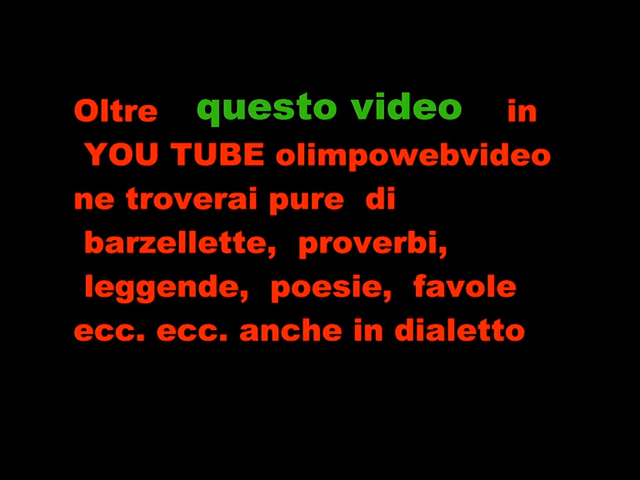 Oltre questo video in
YOU TUBE olimpowebvideo
ne troverai pure di
barzellette, proverbi,
leggende, poesie, favole
ecc. ecc. anche in dialetto